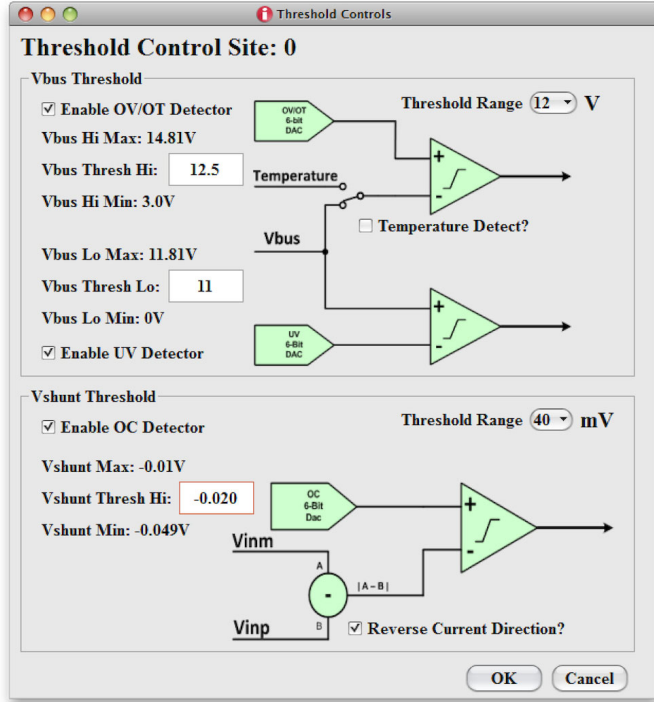 Threshold Controls
Threshold Control Site: 0
Vbus Threshold
Enable OV/OT Detector
OV/OT
6-bit
DAC
Threshold Range 12 V
Vbus Hi Max: 14.81V
Vbus Thresh Hi: 12.5
Temperature
+
-
Vbus Hi Min: 3.0V
Temperature Detect?
Vbus
Vbus Lo Max: 11.81V
Vbus Thresh Lo: 11
+
-
Vbus Lo Min: 0V
UV
6-Bit
DAC
Enable UV Detector
Vshunt Threshold
Enable OC Detector
Threshold Range 40 mV
Vshunt Max: -0.01V
Vshunt Thresh Hi: -0.020
OC
6-Bit
Dac
+
-
Vshunt Min: -0.049V
Vinm
A
-
|A-B|
B
Vinp
Reverse Current Direction?
OK Cancel